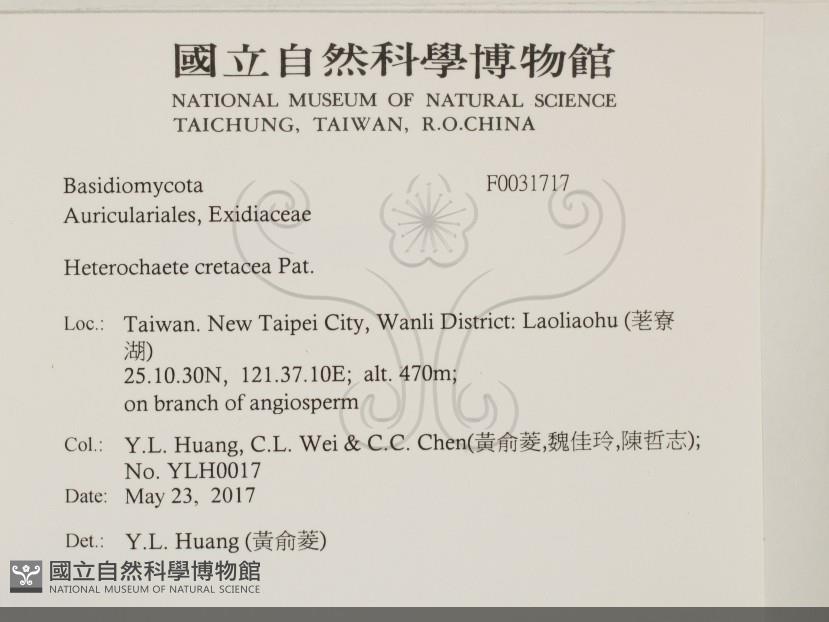 國立自然科學博物館
NATIONAL MUSEUM OF NATURAL SCIENCE
TAICHUNG, TAIWAN, R.O.CHINA
Basidiomycota F0031717
Auriculariales, Exidiaceae
Heterochaete cretacea Pat.
Loc.: Taiwan. New Taipei City, Wanli District: Laoliaohu (荖寮
湖)
25.10.30N, 121.37.10E; alt. 470m;
on branch of angiosperm
Col.: Y.L. Huang, C.L. Wei & C.C. Chen(黃俞菱,魏佳玲,陳哲志);
No. YLH0017
Date: May 23, 2017
Det.: Y.L. Huang (黃俞菱)
國立自然科學博物館
NATIONAL MUSEUM OF NATURAL SCIENCE